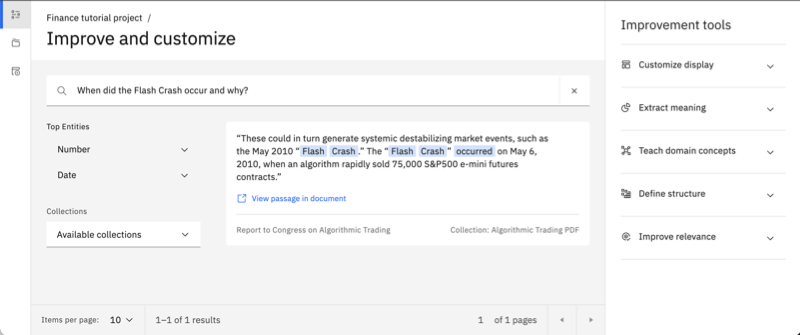 Finance tutorial project /
Improve and customize
When did the Flash Crash occur and why?
Top Entities
Number
Date
Collections
Available collections
“These could in turn generate systemic destabilizing market events, such as
the May 2010 “ Flash Crash .” The “ Flash Crash ” occurred on May 6,
2010, when an algorithm rapidly sold 75,000 S&P500 e-mini futures
contracts.”
View passage in document
Report to Congress on Algorithmic Trading
Collection: Algorithmic Trading PDF
Items per page: 10
1–1 of 1 results
1 of 1 pages
Improvement tools
Customize display
Extract meaning
Teach domain concepts
Define structure
Improve relevance